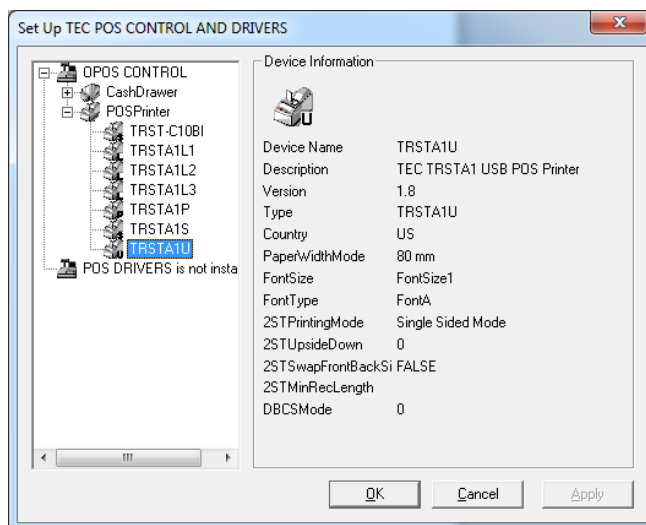 Set Up TEC POS CONTROL AND DRIVERS
OPOS CONTROL
CashDrawer
POSPrinter
TRST-C10BI
TRSTA1L1
TRSTA1L2
TRSTA1L3
TRSTA1P
TRSTA1S
TRSTA1U
POS DRIVERS is not insta
Device Information
U
Device Name TRSTA1U
Description TEC TRSTA1 USB POS Printer
Version 1.8
Type TRSTA1U
Country US
PaperWidthMode 80 mm
FontSize FontSize1
FontType FontA
2STPrintingMode Single Sided Mode
2STUpsideDown 0
2STSwapFrontBackSi FALSE
2STMinRecLength
DBCSMode 0
OK Cancel Apply